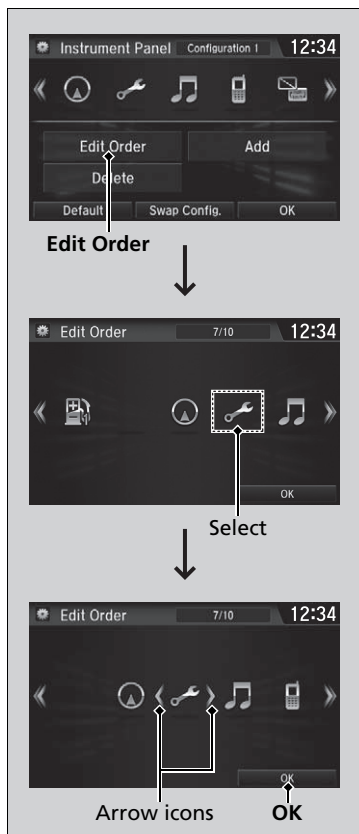 Instrument Panel Configuration 1 12:34
Edit Order Add
Delete
Default Swap Config. OK
Edit Order
Edit Order 7/10 12:34
OK
Select
Edit Order 7/10 12:34
OK
Arrow icons OK